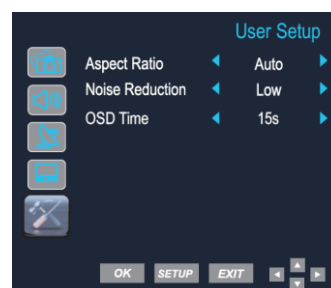 User Setup
Aspect Ratio Auto
Noise Reduction Low
OSD Time 15s
OK SETUP EXIT